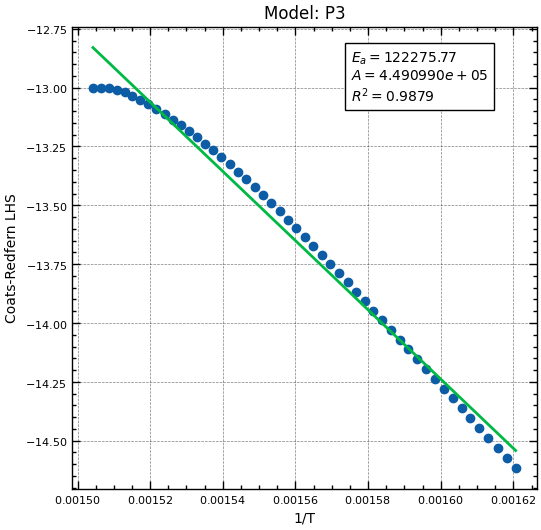 Model: P3
E_a = 122275.77
A = 4.490990e + 05
R^2 = 0.9879
Coats-Redfern LHS
−12.75
−13.00
−13.25
−13.50
−13.75
−14.00
−14.25
−14.50
0.00150 0.00152 0.00154 0.00156 0.00158 0.00160 0.00162
1/T